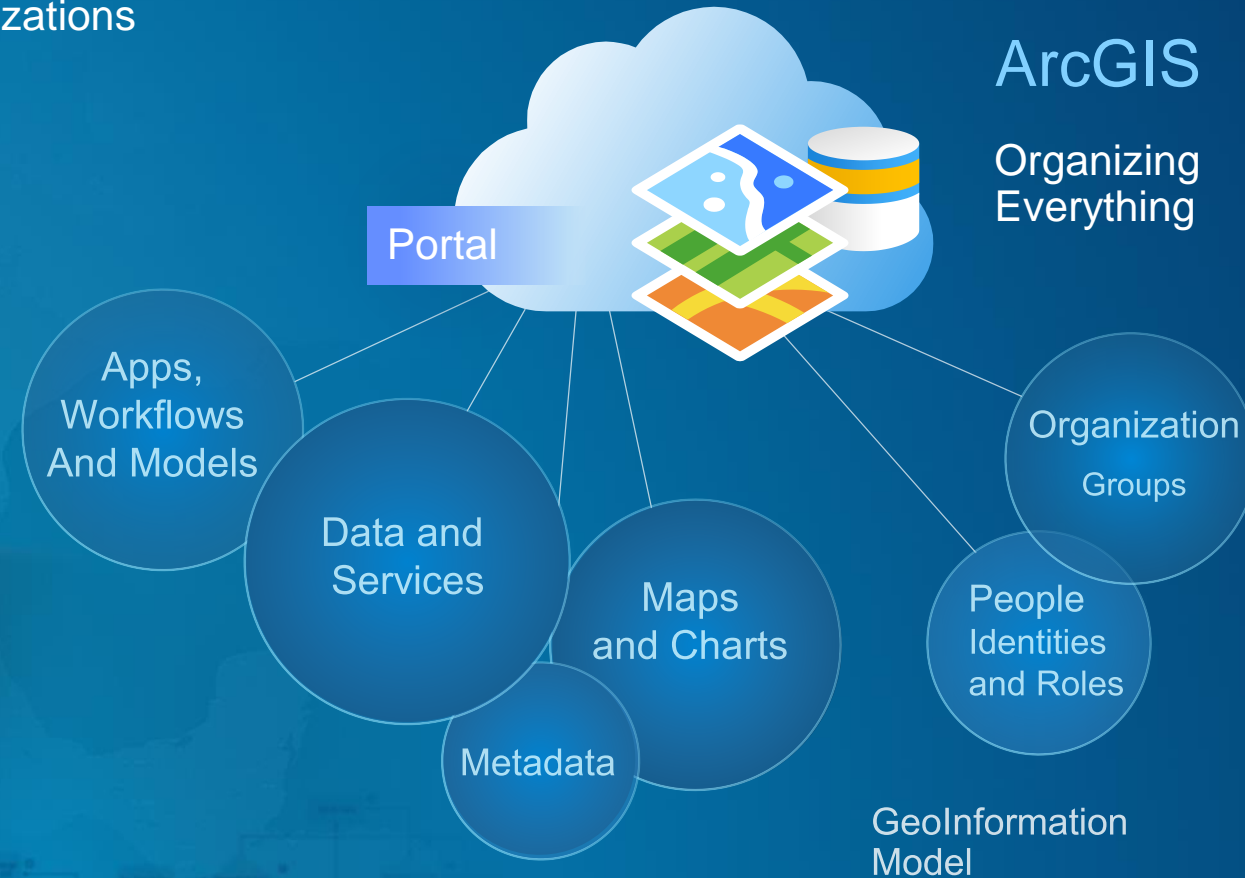 zations
ArcGIS
Organizing
Everything
Portal
Apps,
Workflows
And Models
Data and
Services
Maps
and Charts
Metadata
Organization
Groups
People
Identities
and Roles
GeoInformation
Model